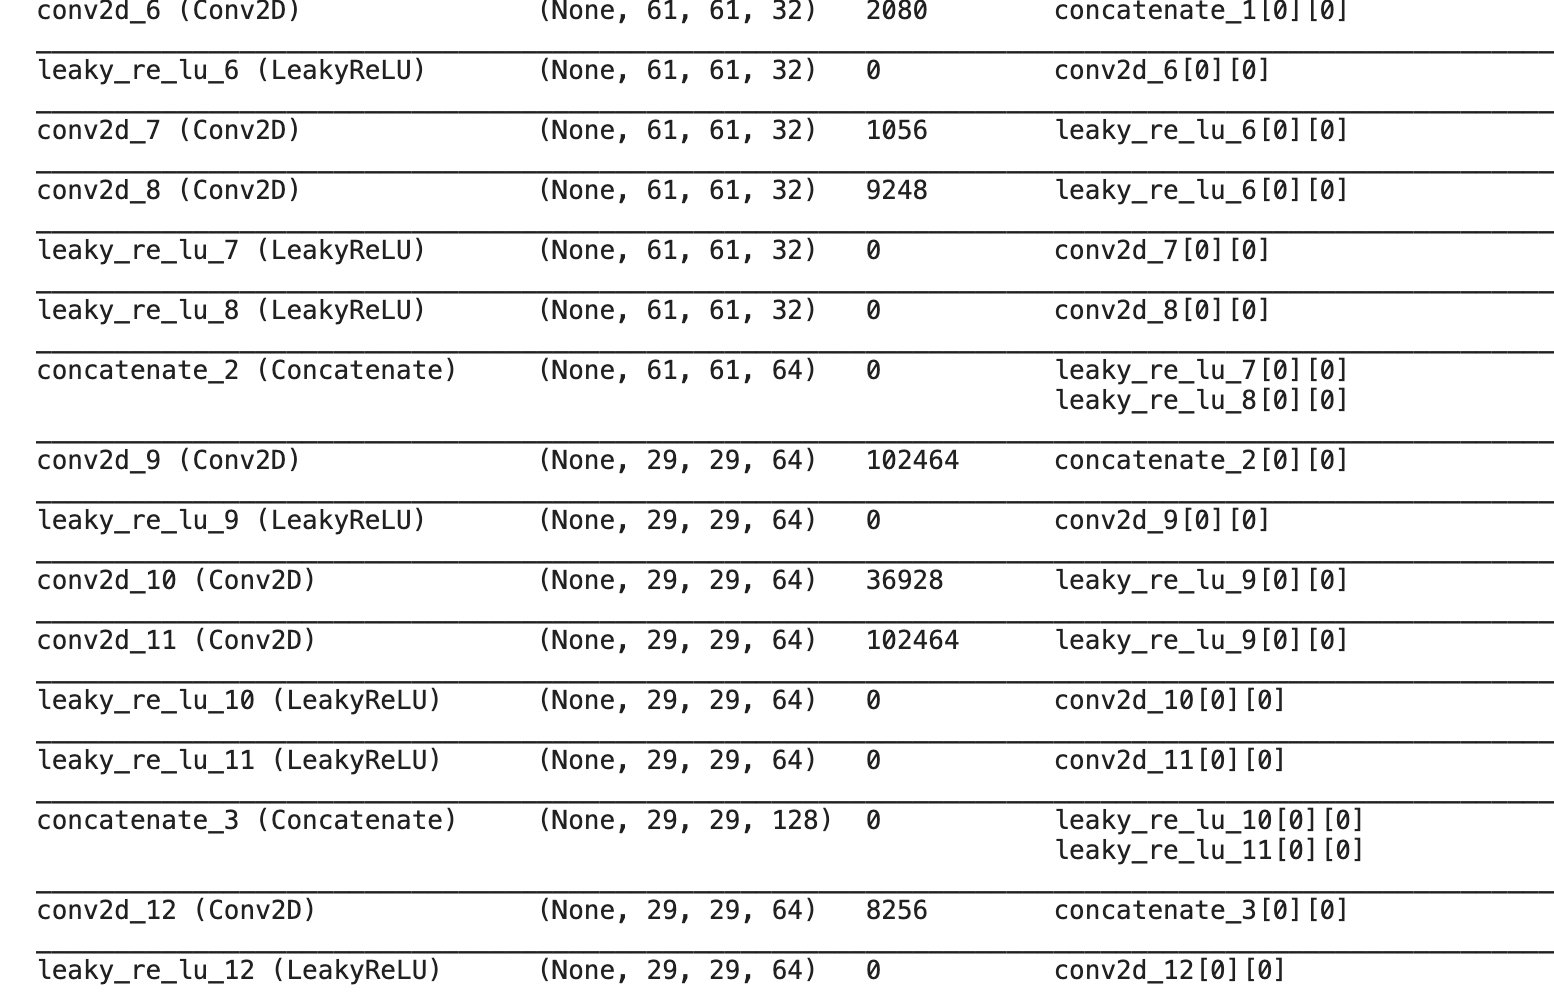 conv2d_6 (Conv2D) (None, 61, 61, 32) 2080 concatenate_1[0][0]
leaky_re_lu_6 (LeakyReLU) (None, 61, 61, 32) 0 conv2d_6[0][0]
conv2d_7 (Conv2D) (None, 61, 61, 32) 1056 leaky_re_lu_6[0][0]
conv2d_8 (Conv2D) (None, 61, 61, 32) 9248 leaky_re_lu_6[0][0]
leaky_re_lu_7 (LeakyReLU) (None, 61, 61, 32) 0 conv2d_7[0][0]
leaky_re_lu_8 (LeakyReLU) (None, 61, 61, 32) 0 conv2d_8[0][0]
concatenate_2 (Concatenate) (None, 61, 61, 64) 0 leaky_re_lu_7[0][0]
leaky_re_lu_8[0][0]
conv2d_9 (Conv2D) (None, 29, 29, 64) 102464 concatenate_2[0][0]
leaky_re_lu_9 (LeakyReLU) (None, 29, 29, 64) 0 conv2d_9[0][0]
conv2d_10 (Conv2D) (None, 29, 29, 64) 36928 leaky_re_lu_9[0][0]
conv2d_11 (Conv2D) (None, 29, 29, 64) 102464 leaky_re_lu_9[0][0]
leaky_re_lu_10 (LeakyReLU) (None, 29, 29, 64) 0 conv2d_10[0][0]
leaky_re_lu_11 (LeakyReLU) (None, 29, 29, 64) 0 conv2d_11[0][0]
concatenate_3 (Concatenate) (None, 29, 29, 128) 0 leaky_re_lu_10[0][0]
leaky_re_lu_11[0][0]
conv2d_12 (Conv2D) (None, 29, 29, 64) 8256 concatenate_3[0][0]
leaky_re_lu_12 (LeakyReLU) (None, 29, 29, 64) 0 conv2d_12[0][0]